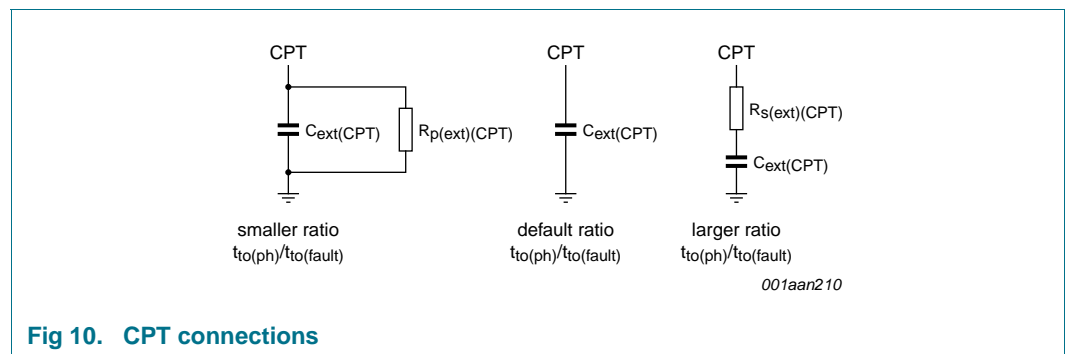 CPT
Cext(CPT)
Rp(ext)(CPT)
smaller ratio
tto(ph)/tto(fault)
CPT
Cext(CPT)
default ratio
tto(ph)/tto(fault)
CPT
Rs(ext)(CPT)
Cext(CPT)
larger ratio
tto(ph)/tto(fault)
001aan210
Fig 10. CPT connections